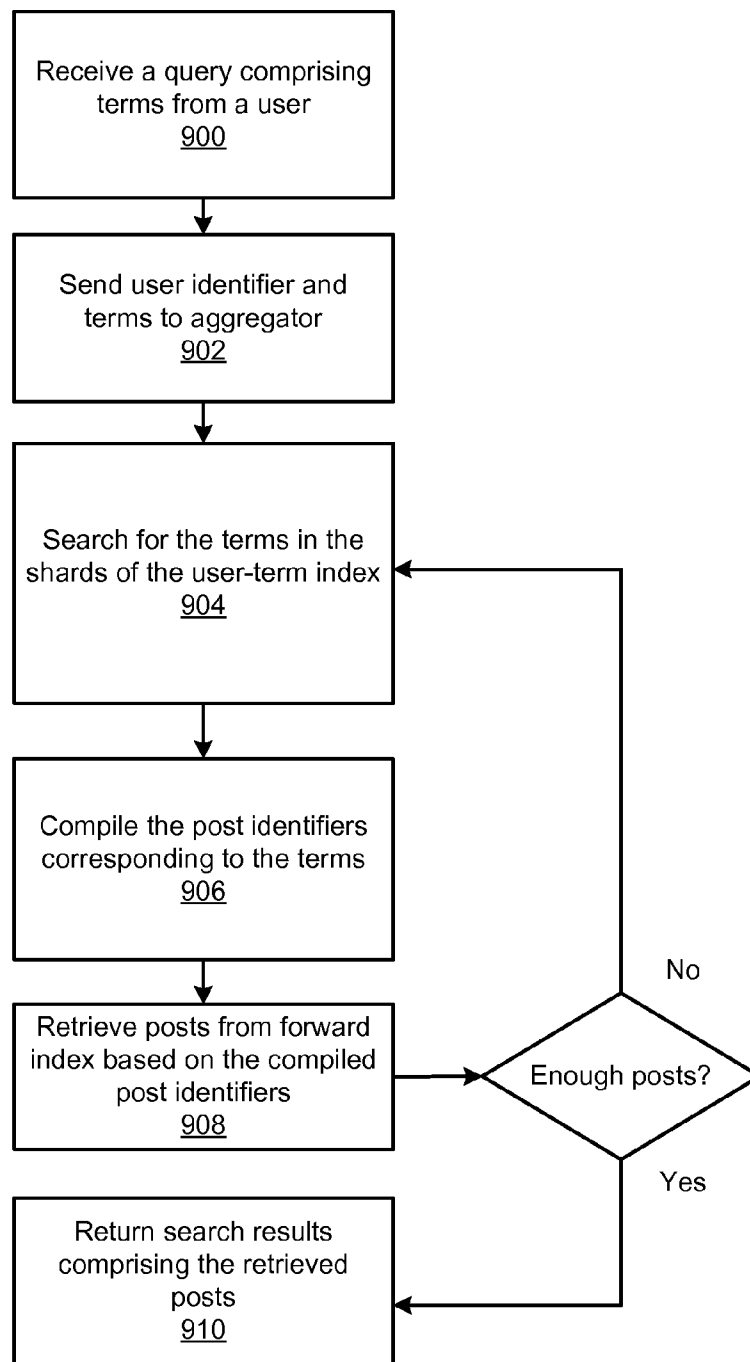 Receive a query comprising
terms from a user
900
Send user identifier and
terms to aggregator
902
Search for the terms in the
shards of the user-term index
904
Compile the post identifiers
corresponding to the terms
906
No
Retrieve posts from forward
index based on the compiled
post identifiers
908
Enough posts?
Yes
Return search results
comprising the retrieved
posts
910